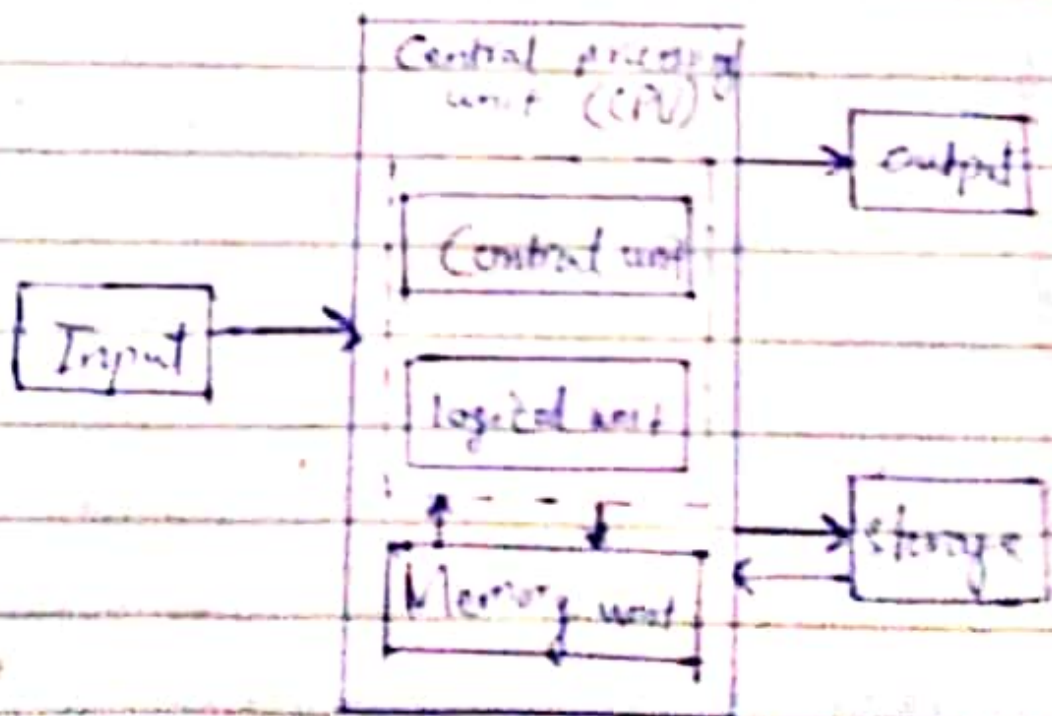 Central
unit (CPU)
output
Control unit
Input
logical unit
storage
Memory unit